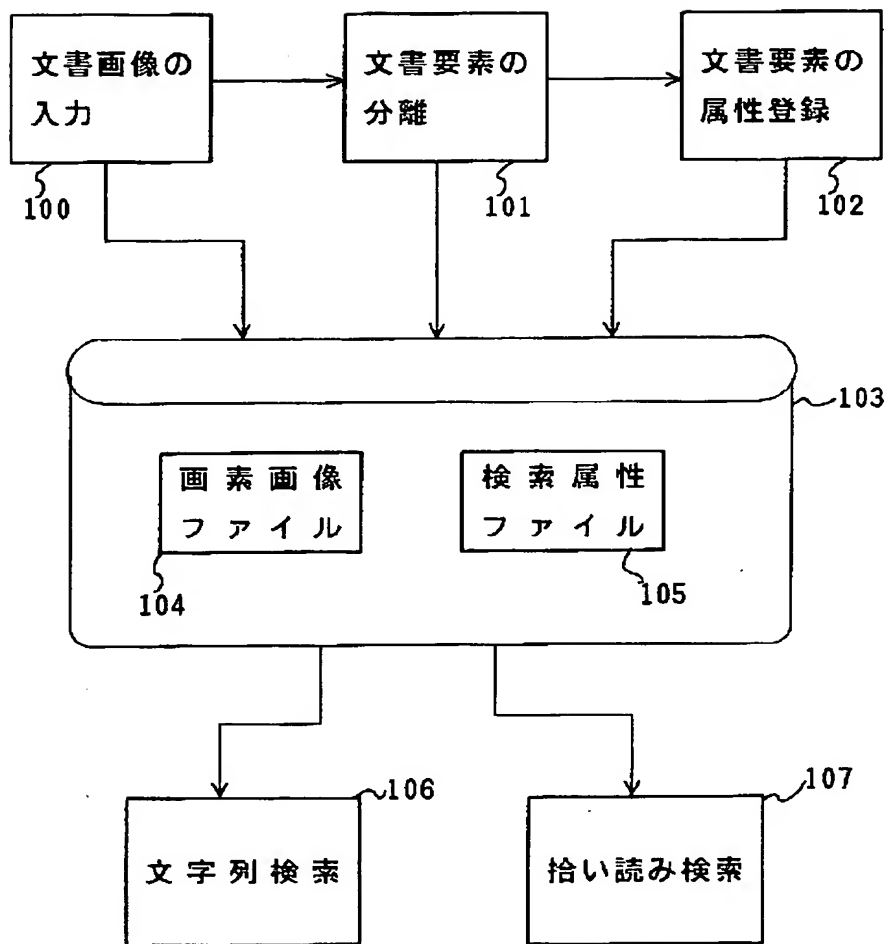 文書画像の
入力
文書要素の
分離
文書要素の
属性登録
100
101
102
103
画素画像
ファイル
検索属性
ファイル
104
105
106
107
文字列検索
拾い読み検索